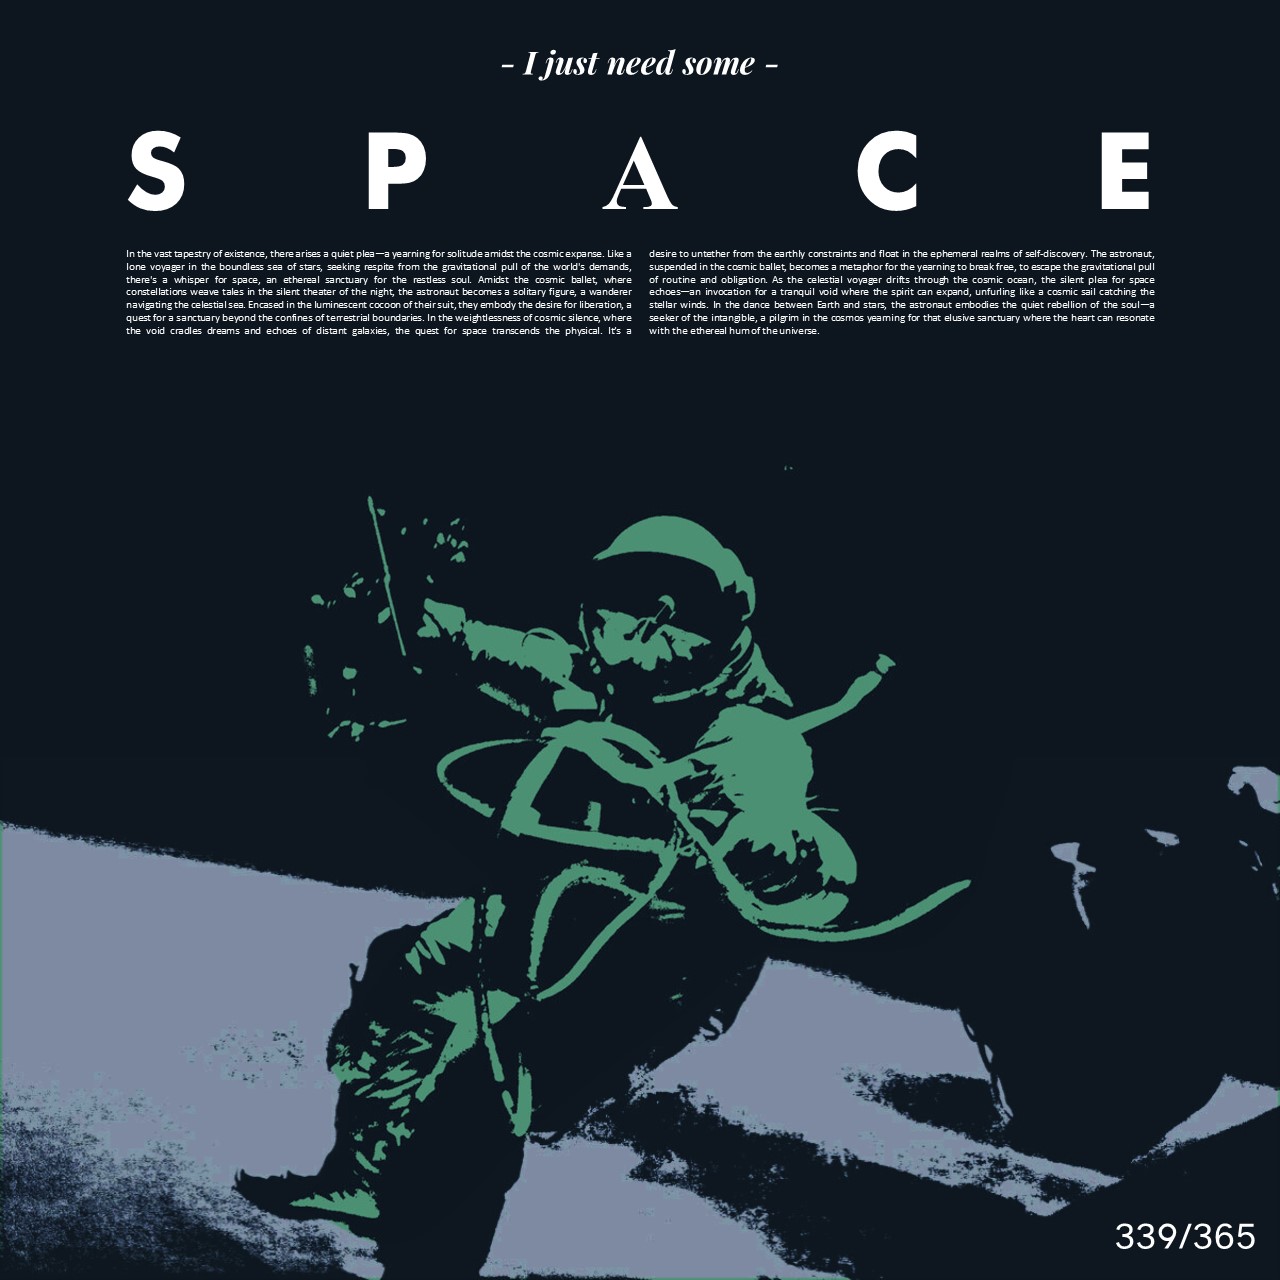 - I just need some -
S P A C E
In the vast tapestry of existence, there arises a quiet plea—a yearning for solitude amidst the cosmic expanse. Like a
lone voyager in the boundless sea of stars, seeking respite from the gravitational pull of the world's demands,
there's a whisper for space, an ethereal sanctuary for the restless soul. Amidst the cosmic ballet, where
constellations weave tales in the silent theater of the night, the astronaut becomes a solitary figure, a wanderer
navigating the celestial sea. Encased in the luminescent cocoon of their suit, they embody the desire for liberation, a
quest for a sanctuary beyond the confines of terrestrial boundaries. In the weightlessness of cosmic silence, where
the void cradles dreams and echoes of distant galaxies, the quest for space transcends the physical. It's a
desire to untether from the earthly constraints and float in the ephemeral realms of self-discovery. The astronaut,
suspended in the cosmic ballet, becomes a metaphor for the yearning to break free, to escape the gravitational pull
of routine and obligation. As the celestial voyager drifts through the cosmic ocean, the silent plea for space
echoes—an invocation for a tranquil void where the spirit can expand, unfurling like a cosmic sail catching the
stellar winds. In the dance between Earth and stars, the astronaut embodies the quiet rebellion of the soul—a
seeker of the intangible, a pilgrim in the cosmos yearning for that elusive sanctuary where the heart can resonate
with the ethereal hum of the universe.
339/365